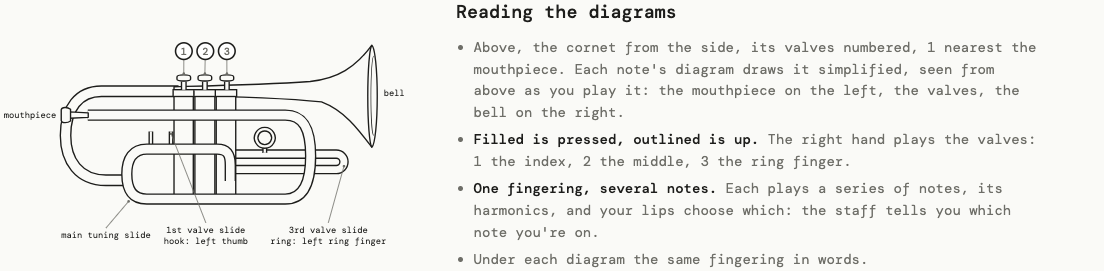 1 2 3
mouthpiece
bell
main tuning slide
1st valve slide
hook: left thumb
3rd valve slide
ring: left ring finger
Reading the diagrams
• Above, the cornet from the side, its valves numbered, 1 nearest the
mouthpiece. Each note's diagram draws it simplified, seen from
above as you play it: the mouthpiece on the left, the valves, the
bell on the right.
• Filled is pressed, outlined is up. The right hand plays the valves:
1 the index, 2 the middle, 3 the ring finger.
• One fingering, several notes. Each plays a series of notes, its
harmonics, and your lips choose which: the staff tells you which
note you're on.
• Under each diagram the same fingering in words.